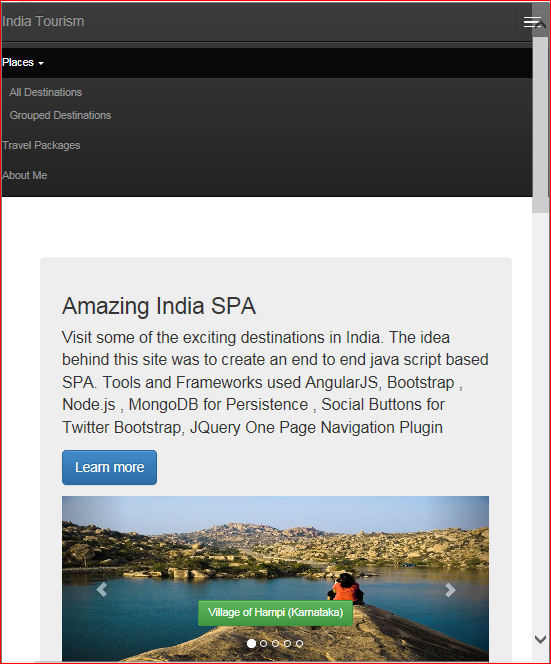 India Tourism
Places
All Destinations
Grouped Destinations
Travel Packages
About Me
Amazing India SPA
Visit some of the exciting destinations in India. The idea
behind this site was to create an end to end java script based
SPA. Tools and Frameworks used AngularJS, Bootstrap ,
Node.js , MongoDB for Persistence , Social Buttons for
Twitter Bootstrap, JQuery One Page Navigation Plugin
Learn more
Village of Hampi (Karnataka)